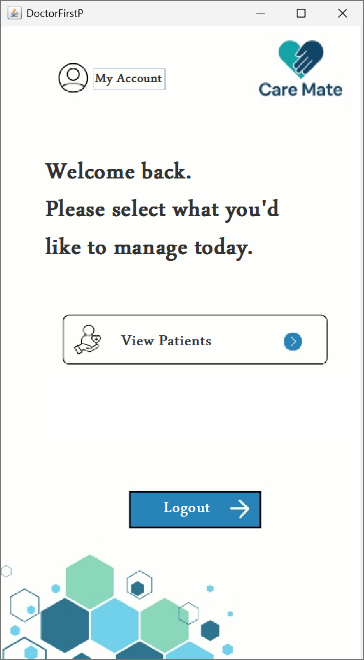 DoctorFirstP
My Account
Care Mate
Welcome back.
Please select what you'd
like to manage today.
View Patients
Logout